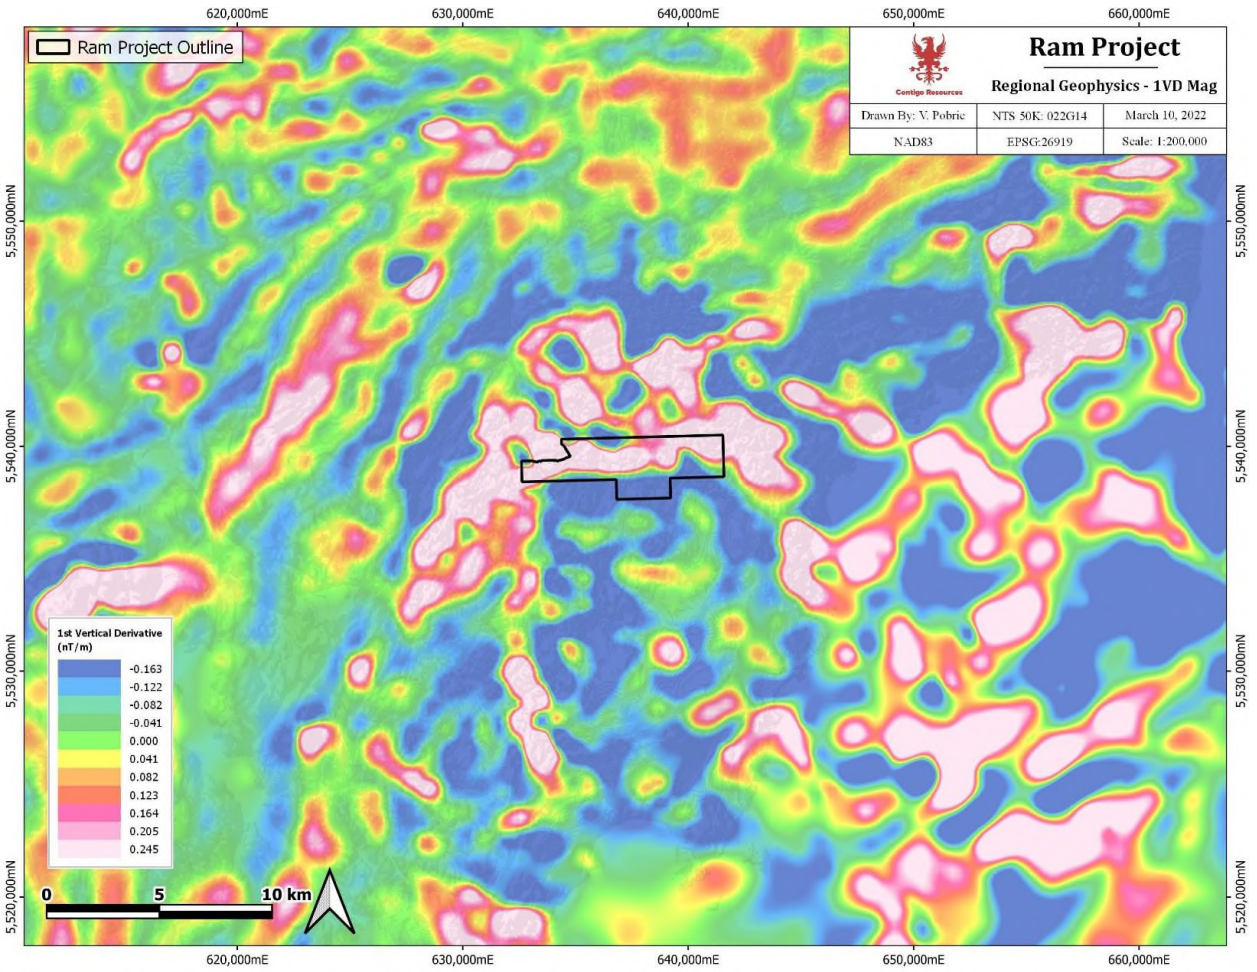 620,000mE
630,000mE
640,000mE
650,000mE
660,000mE
Ram Project Outline
Contigo Resources
Ram Project
Regional Geophysics - 1VD Mag
Drawn By: V. Pobric
NTS 50K: 022G14
March 10, 2022
NAD83
EPSG:26919
Scale: 1:200,000
5,550,000mN
5,550,000mN
5,540,000mN
5,540,000mN
5,530,000mN
5,530,000mN
5,520,000mN
5,520,000mN
1st Vertical Derivative
(nT/m)
-0.163
-0.122
-0.082
-0.041
0.000
0.041
0.082
0.123
0.164
0.205
0.245
0
5
10 km
620,000mE
630,000mE
640,000mE
650,000mE
660,000mE